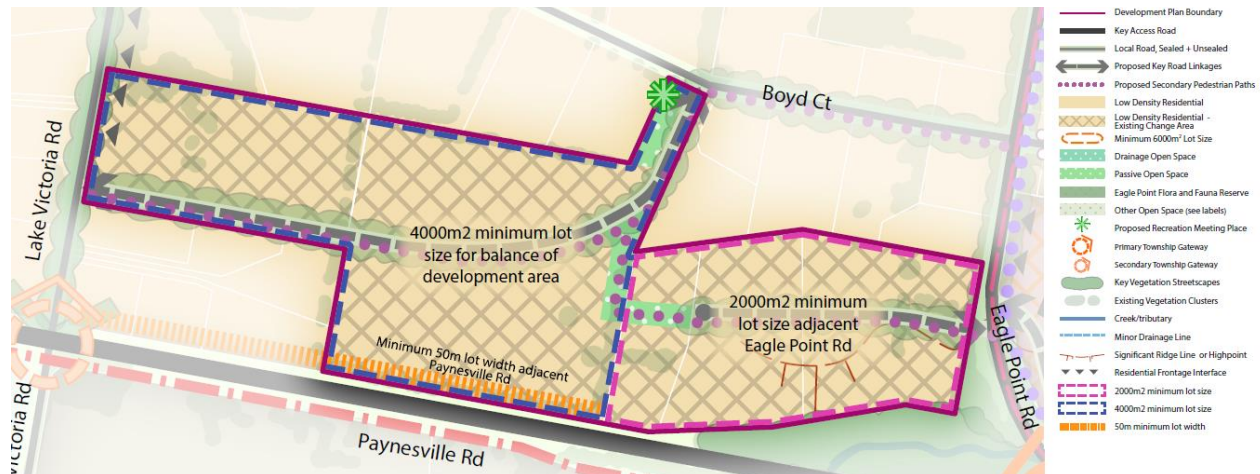 Boyd Ct
Lake Victoria Rd
4000m2 minimum lot
size for balance of
development area
2000m2 minimum
lot size adjacent
Eagle Point Rd
Minimum 50m lot width adjacent
Paynesville Rd
Eagle Point Rd
Victoria Rd
Paynesville Rd
Development Plan Boundary
Key Access Road
Local Road, Sealed + Unsealed
Proposed Key Road Linkages
Proposed Secondary Pedestrian Paths
Low Density Residential
Low Density Residential -
Existing Change Area
Minimum 6000m² Lot Size
Drainage Open Space
Passive Open Space
Eagle Point Flora and Fauna Reserve
Other Open Space (see labels)
Proposed Recreation Meeting Place
Primary Township Gateway
Secondary Township Gateway
Key Vegetation Streetscapes
Existing Vegetation Clusters
Creek/tributary
Minor Drainage Line
Significant Ridge Line or Highpoint
Residential Frontage Interface
2000m2 minimum lot size
4000m2 minimum lot size
50m minimum lot width